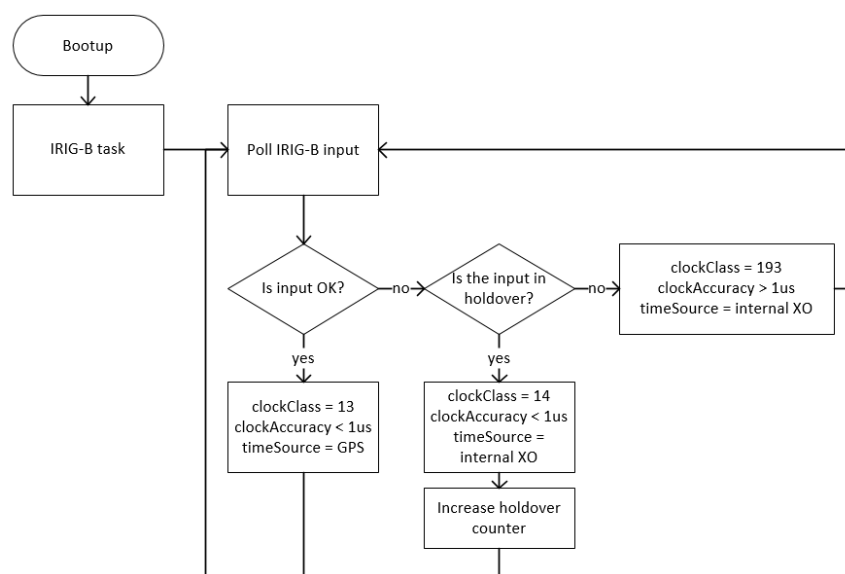 Bootup
IRIG-B task
Poll IRIG-B input
Is input OK?
no
Is the input in
holdover?
no
clockClass = 193
clockAccuracy > 1us
timeSource = internal XO
yes
yes
clockClass = 13
clockAccuracy < 1us
timeSource = GPS
clockClass = 14
clockAccuracy < 1us
timeSource =
internal XO
Increase holdover
counter